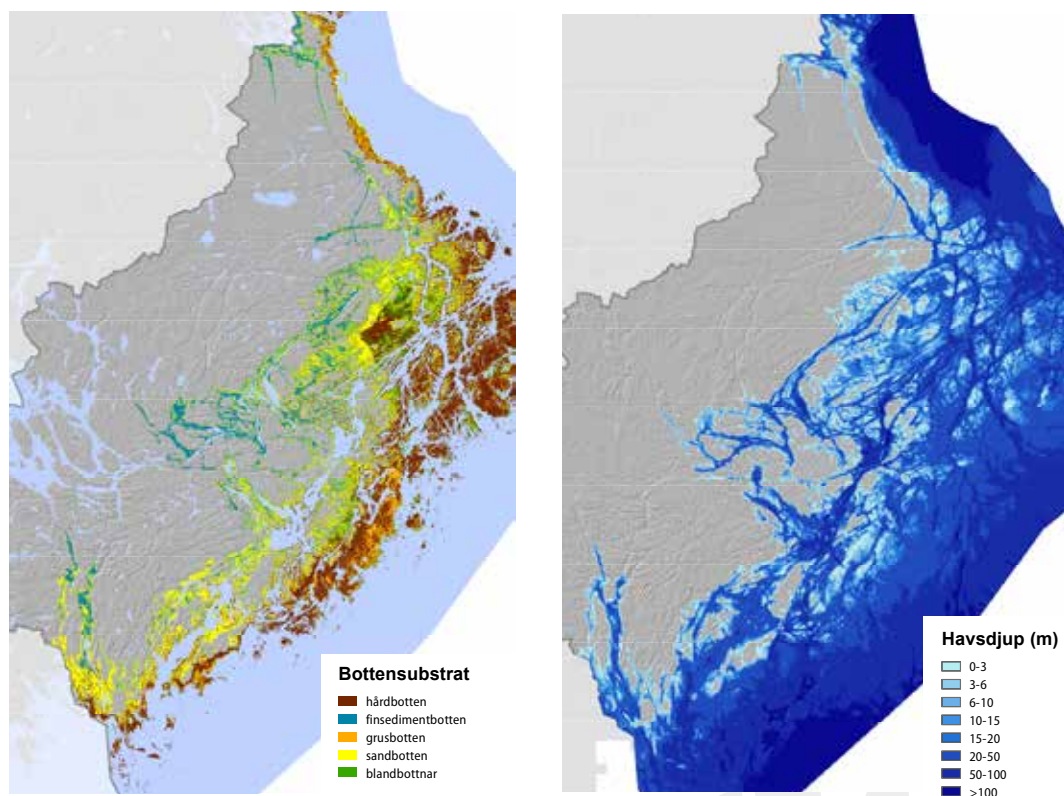 Bottensubstrat
hårdbotten
finsedimentbotten
grusbotten
sandbotten
blandbottnar
Havsdjup (m)
0-3
3-6
6-10
10-15
15-20
20-50
50-100
>100